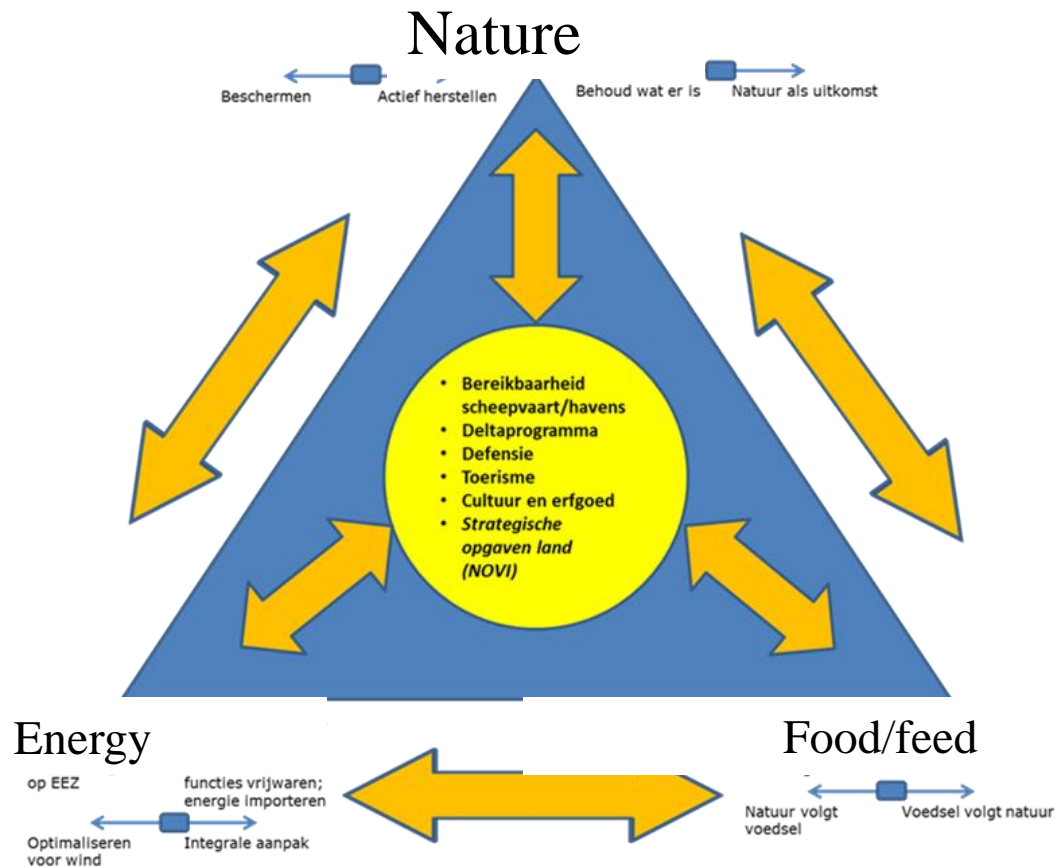 Nature
Beschermen
Actief herstellen
Behoud wat er is
Natuur als uitkomst
• Bereikbaarheid
scheepvaart/havens
• Deltaprogramma
• Defensie
• Toerisme
• Cultuur en erfgoed
• Strategische
opgaven land
(NOVI)
Energy
op EEZ
functies vrijwaren;
energie importeren
Optimaliseren
voor wind
Integrale aanpak
Food/feed
Natuur volgt
voedsel
Voedsel volgt natuur